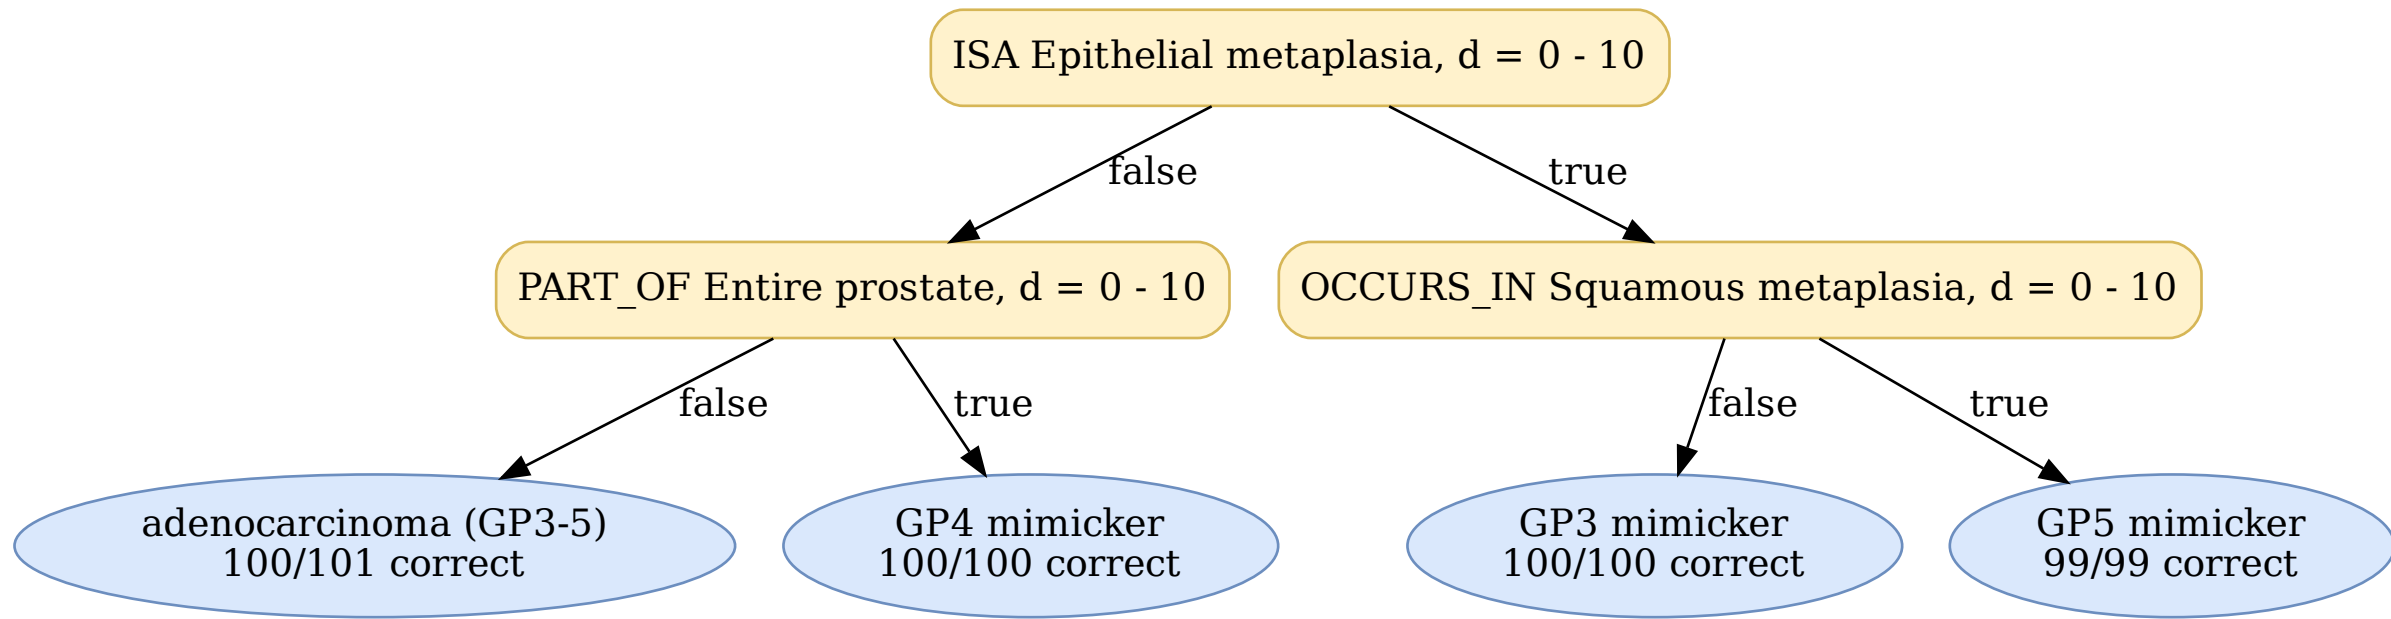 ISA Epithelial metaplasia, d = 0 - 10
false
true
PART_OF Entire prostate, d = 0 - 10
OCCURS_IN Squamous metaplasia, d = 0 - 10
false
true
false
true
adenocarcinoma (GP3-5)
100/101 correct
GP4 mimicker
100/100 correct
GP3 mimicker
100/100 correct
GP5 mimicker
99/99 correct